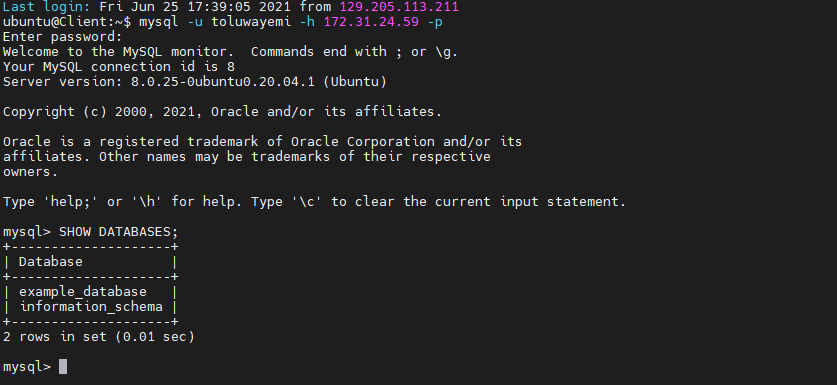 Last login: Fri Jun 25 17:39:05 2021 from 129.205.113.211
ubuntu@Client:~$ mysql -u toluwayemi -h 172.31.24.59 -p
Enter password:
Welcome to the MySQL monitor.  Commands end with ; or \g.
Your MySQL connection id is 8
Server version: 8.0.25-0ubuntu0.20.04.1 (Ubuntu)

Copyright (c) 2000, 2021, Oracle and/or its affiliates.

Oracle is a registered trademark of Oracle Corporation and/or its
affiliates. Other names may be trademarks of their respective
owners.

Type 'help;' or '\h' for help. Type '\c' to clear the current input statement.

mysql> SHOW DATABASES;
+--------------------+
| Database           |
+--------------------+
| example_database   |
| information_schema |
+--------------------+
2 rows in set (0.01 sec)

mysql>